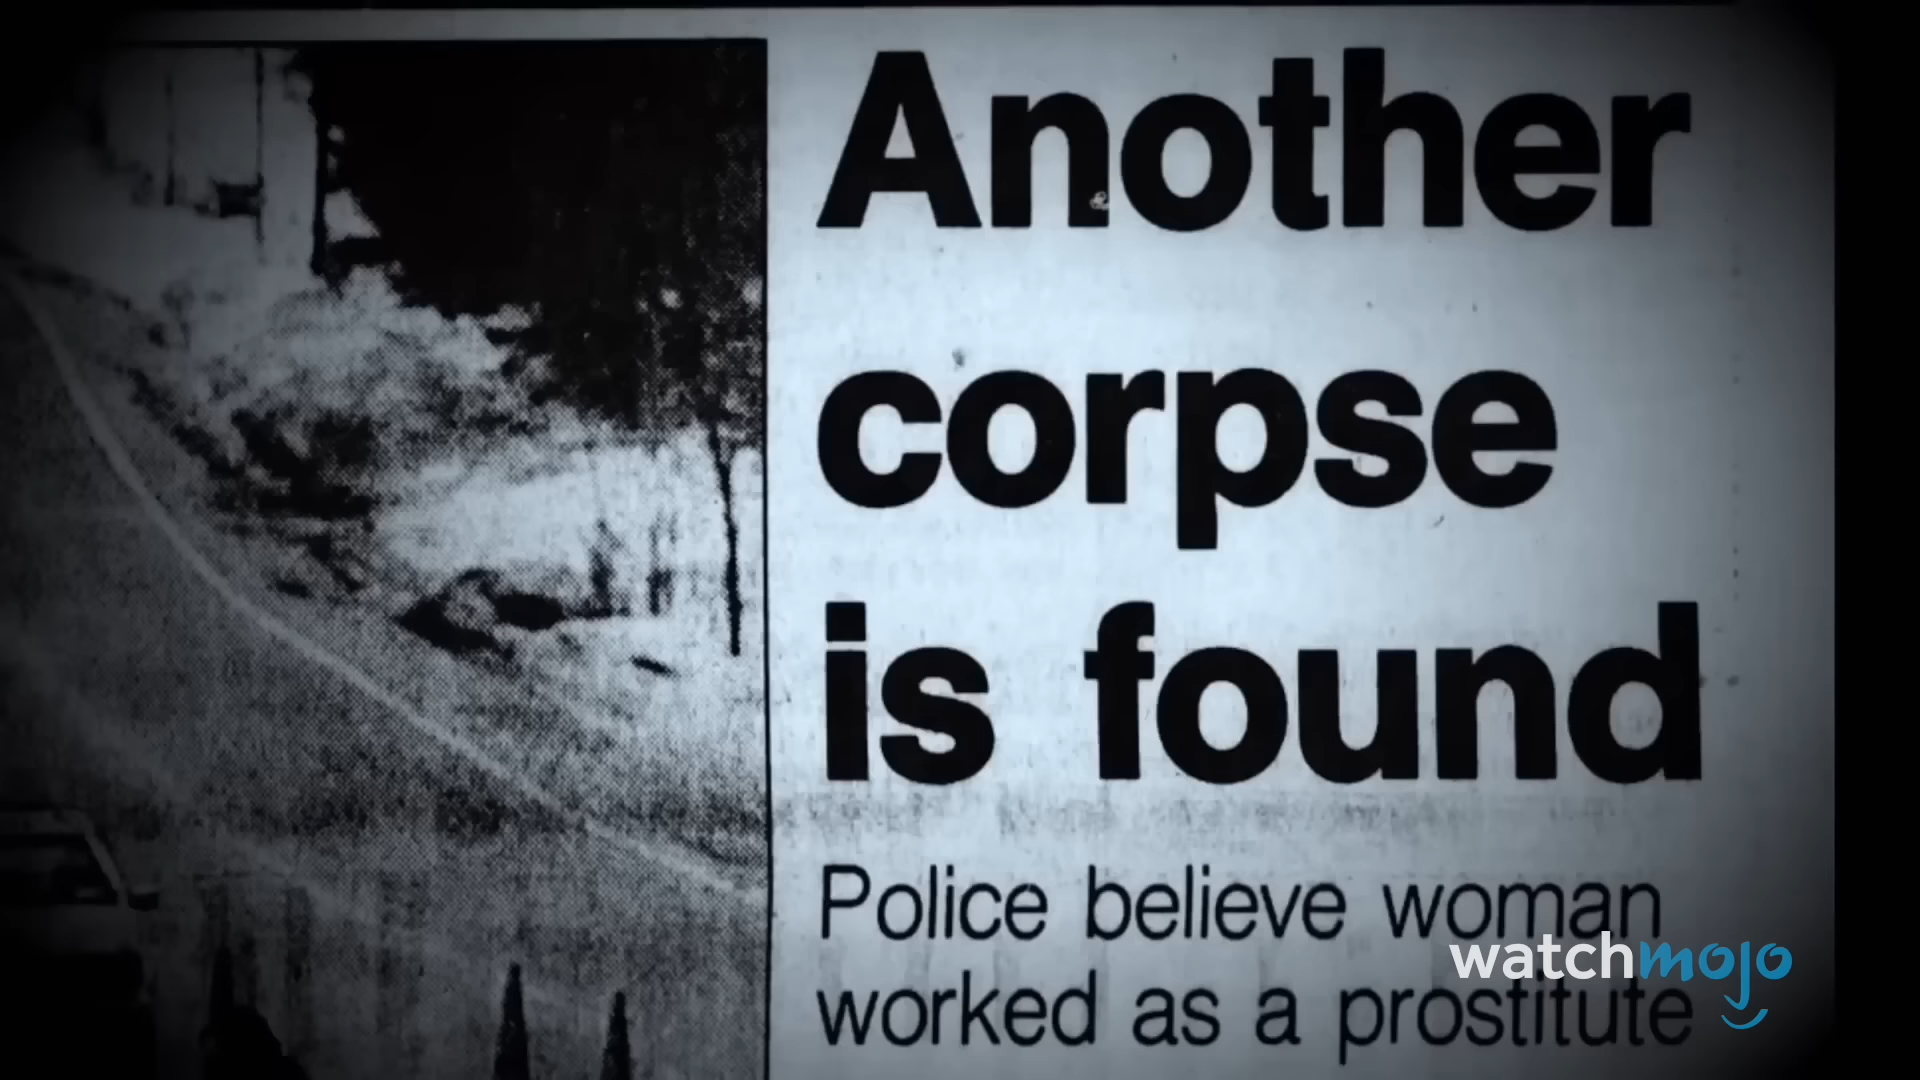 Another
corpse
is found
Police believe woman
worked as a prostitute
watchmojo